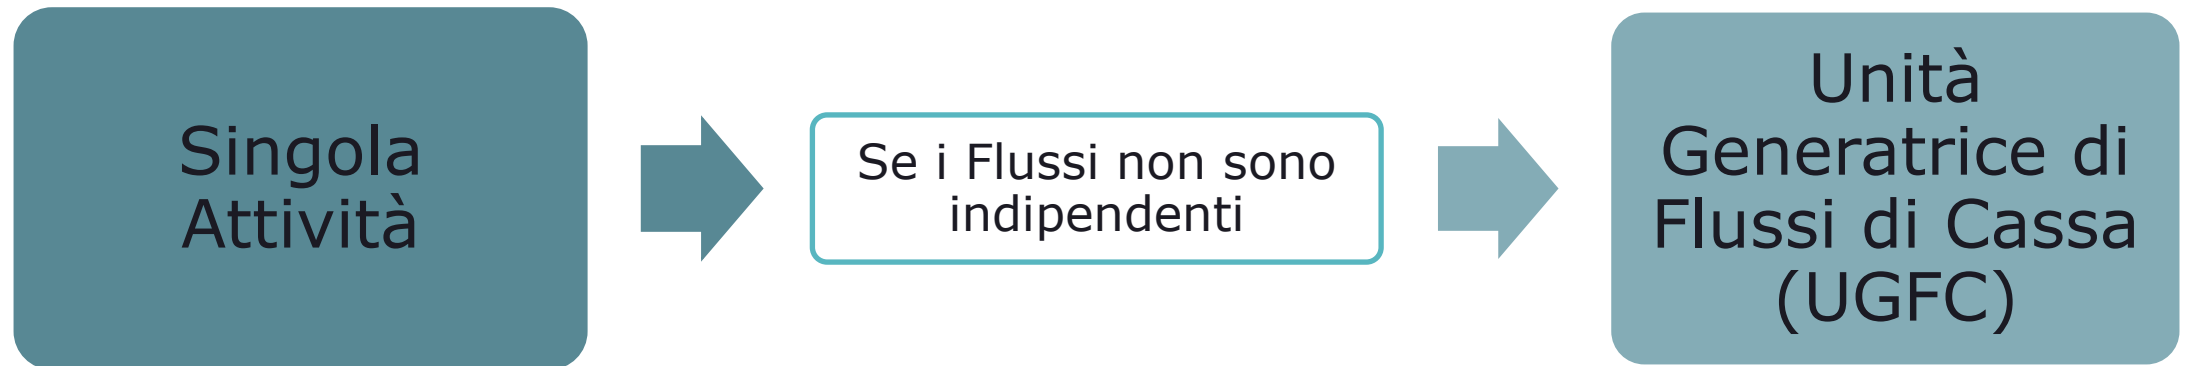 Singola
Attività
Se i Flussi non sono
indipendenti
Unità
Generatrice di
Flussi di Cassa
(UGFC)